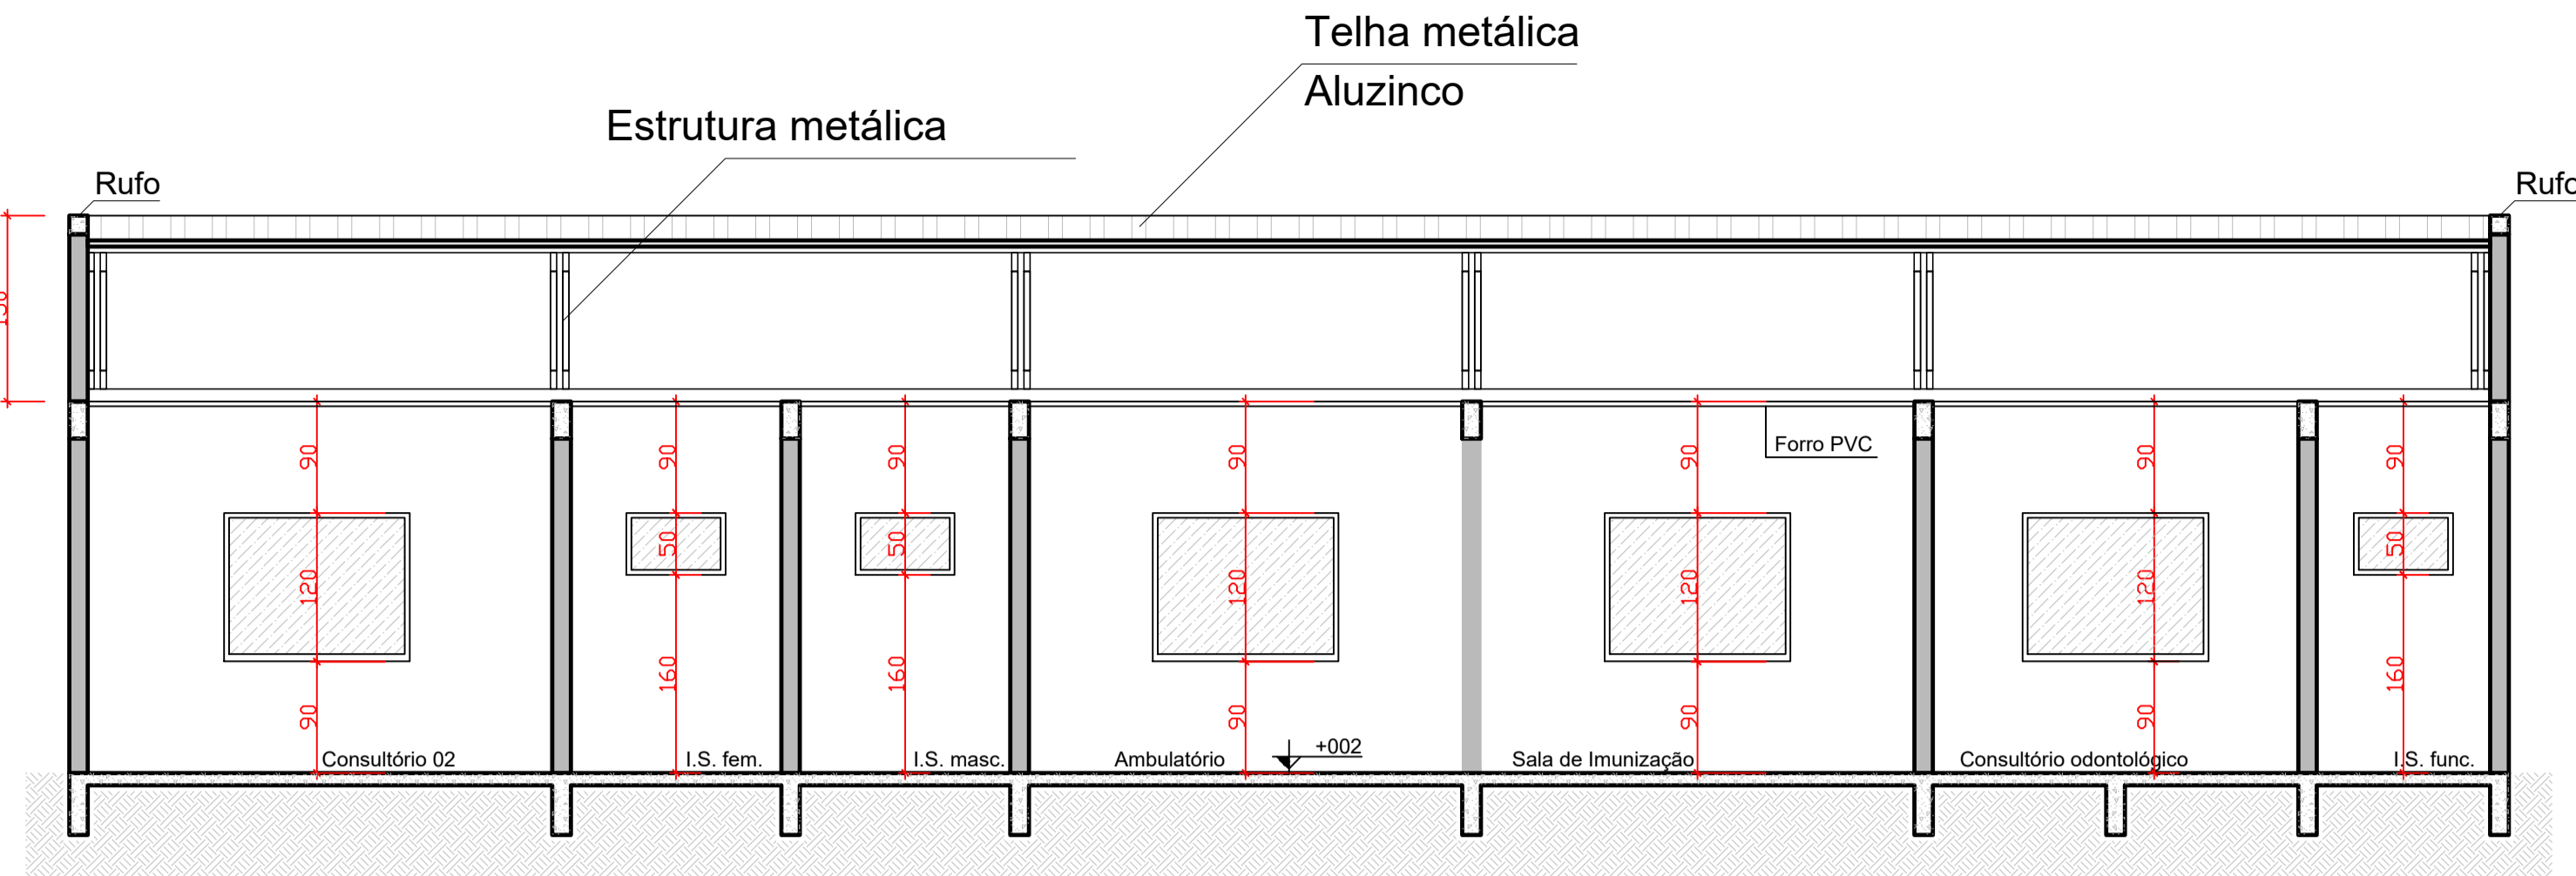 Telha metálica
Aluzinco
Estrutura metálica
Rufo
Rufo
90
90
90
90
90
90
90
Forro PVC
50
50
50
120
120
120
120
160
160
160
90
90
90
90
+002
Consultório 02
I.S. fem.
I.S. masc.
Ambulatório
Sala de Imunização
Consultório odontológico
I.S. func.